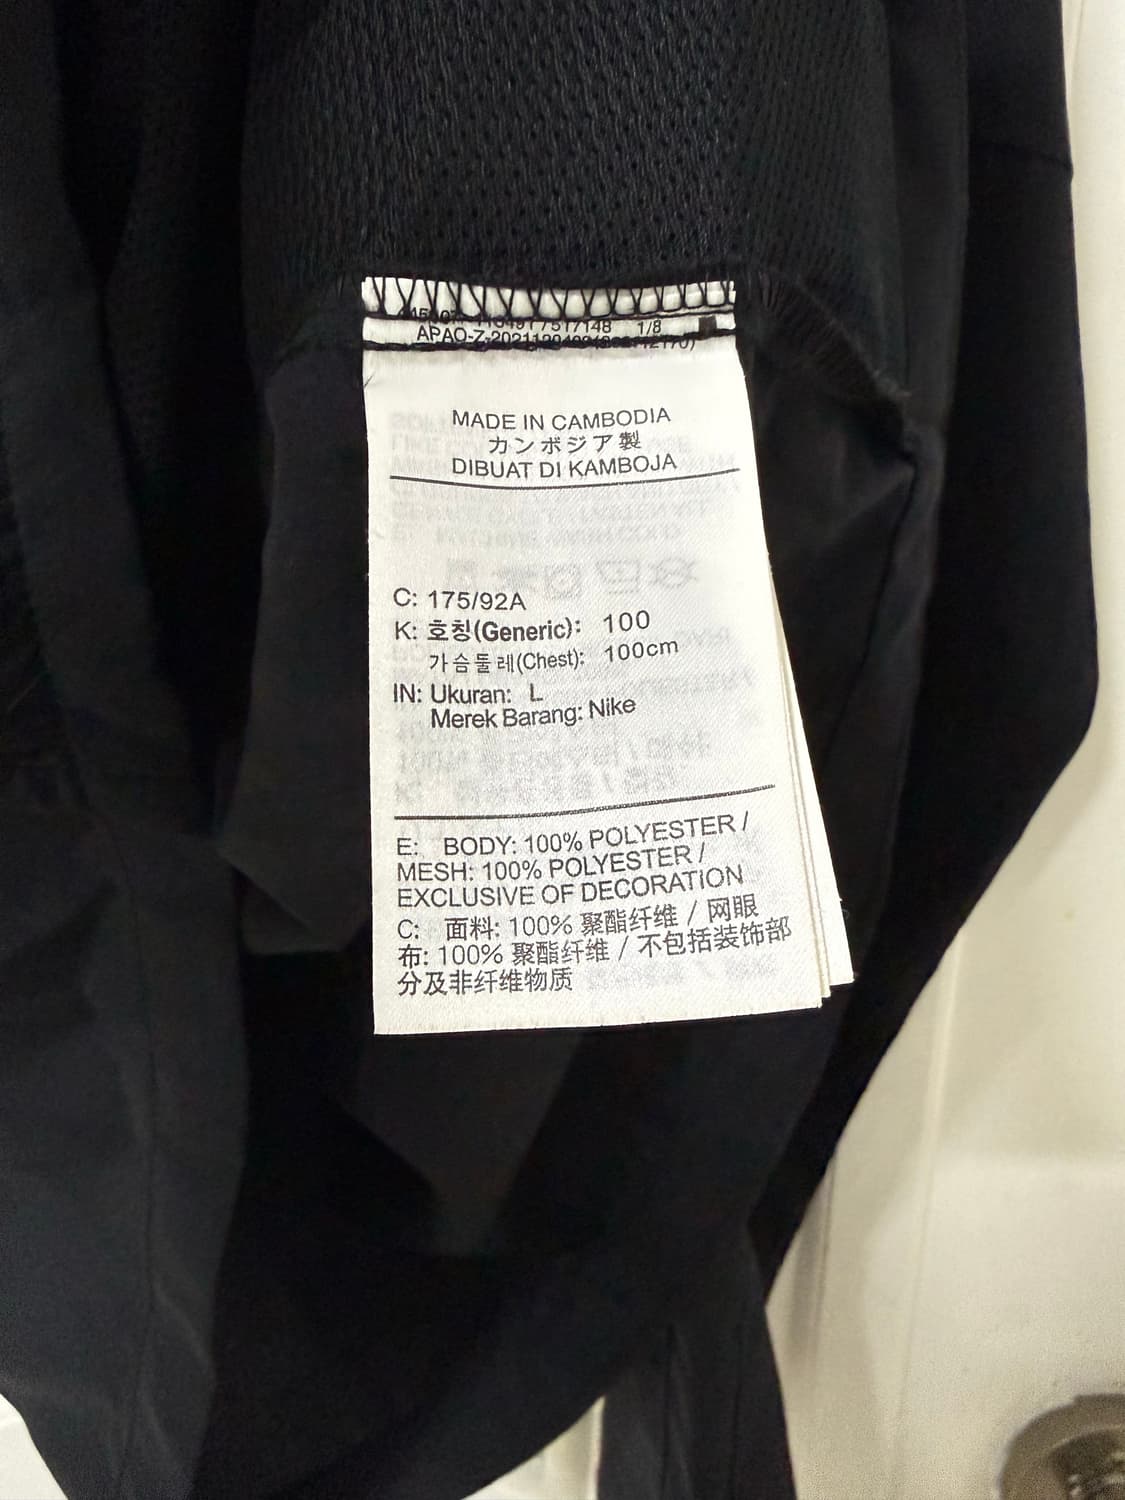 7517148 1/8
MADE IN CAMBODIA
カンボジア製
DIBUAT DI KAMBOJA
C: 175/92A
K: 호칭(Generic): 100
가슴둘레(Chest): 100cm
IN: Ukuran: L
Merek Barang: Nike
E: BODY: 100% POLYESTER /
MESH: 100% POLYESTER /
EXCLUSIVE OF DECORATION
C: 面料: 100% 聚酯纤维 / 网眼
布: 100% 聚酯纤维 / 不包括装饰部
分及非纤维物质